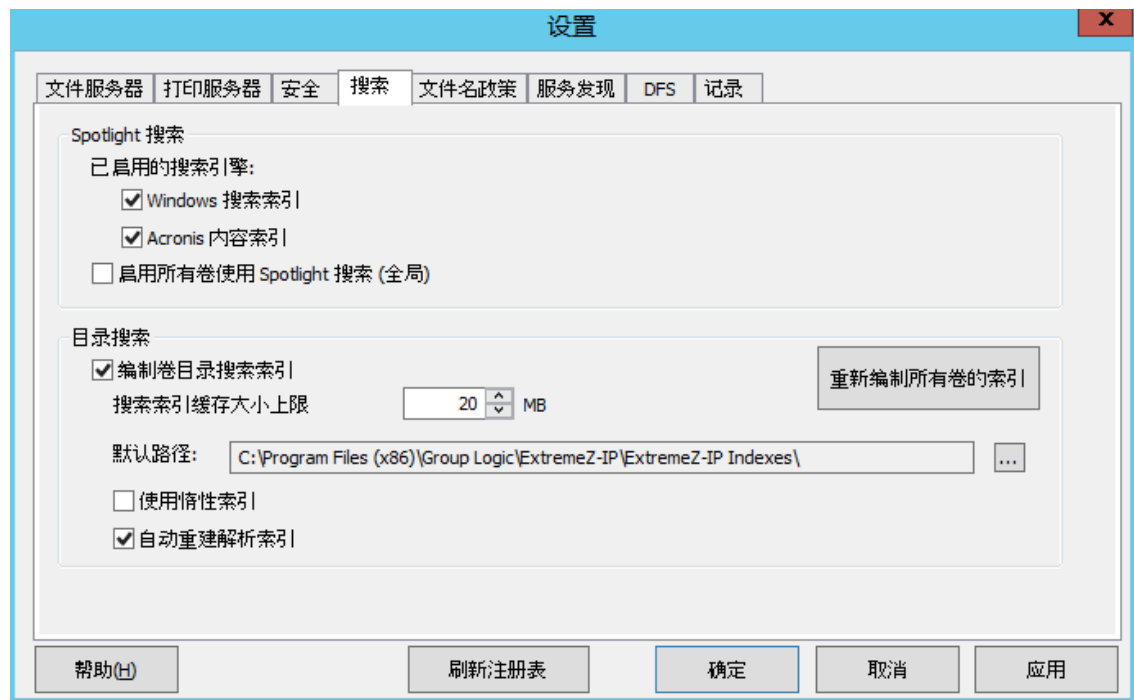 设置
X
文件服务器 打印服务器 安全 搜索 文件名政策 服务发现 DFS 记录
Spotlight 搜索
已启用的搜索引擎:
Windows 搜索索引
Acronis 内容索引
启用所有卷使用 Spotlight 搜索 (全局)
目录搜索
编制卷目录搜索索引
重新编制所有卷的索引
搜索索引缓存大小上限 20 MB
默认路径: C:\Program Files (x86)\Group Logic\ExtremeZ-IP\ExtremeZ-IP Indexes\ ...
使用惰性索引
自动重建解析索引
帮助(H) 刷新注册表 确定 取消 应用